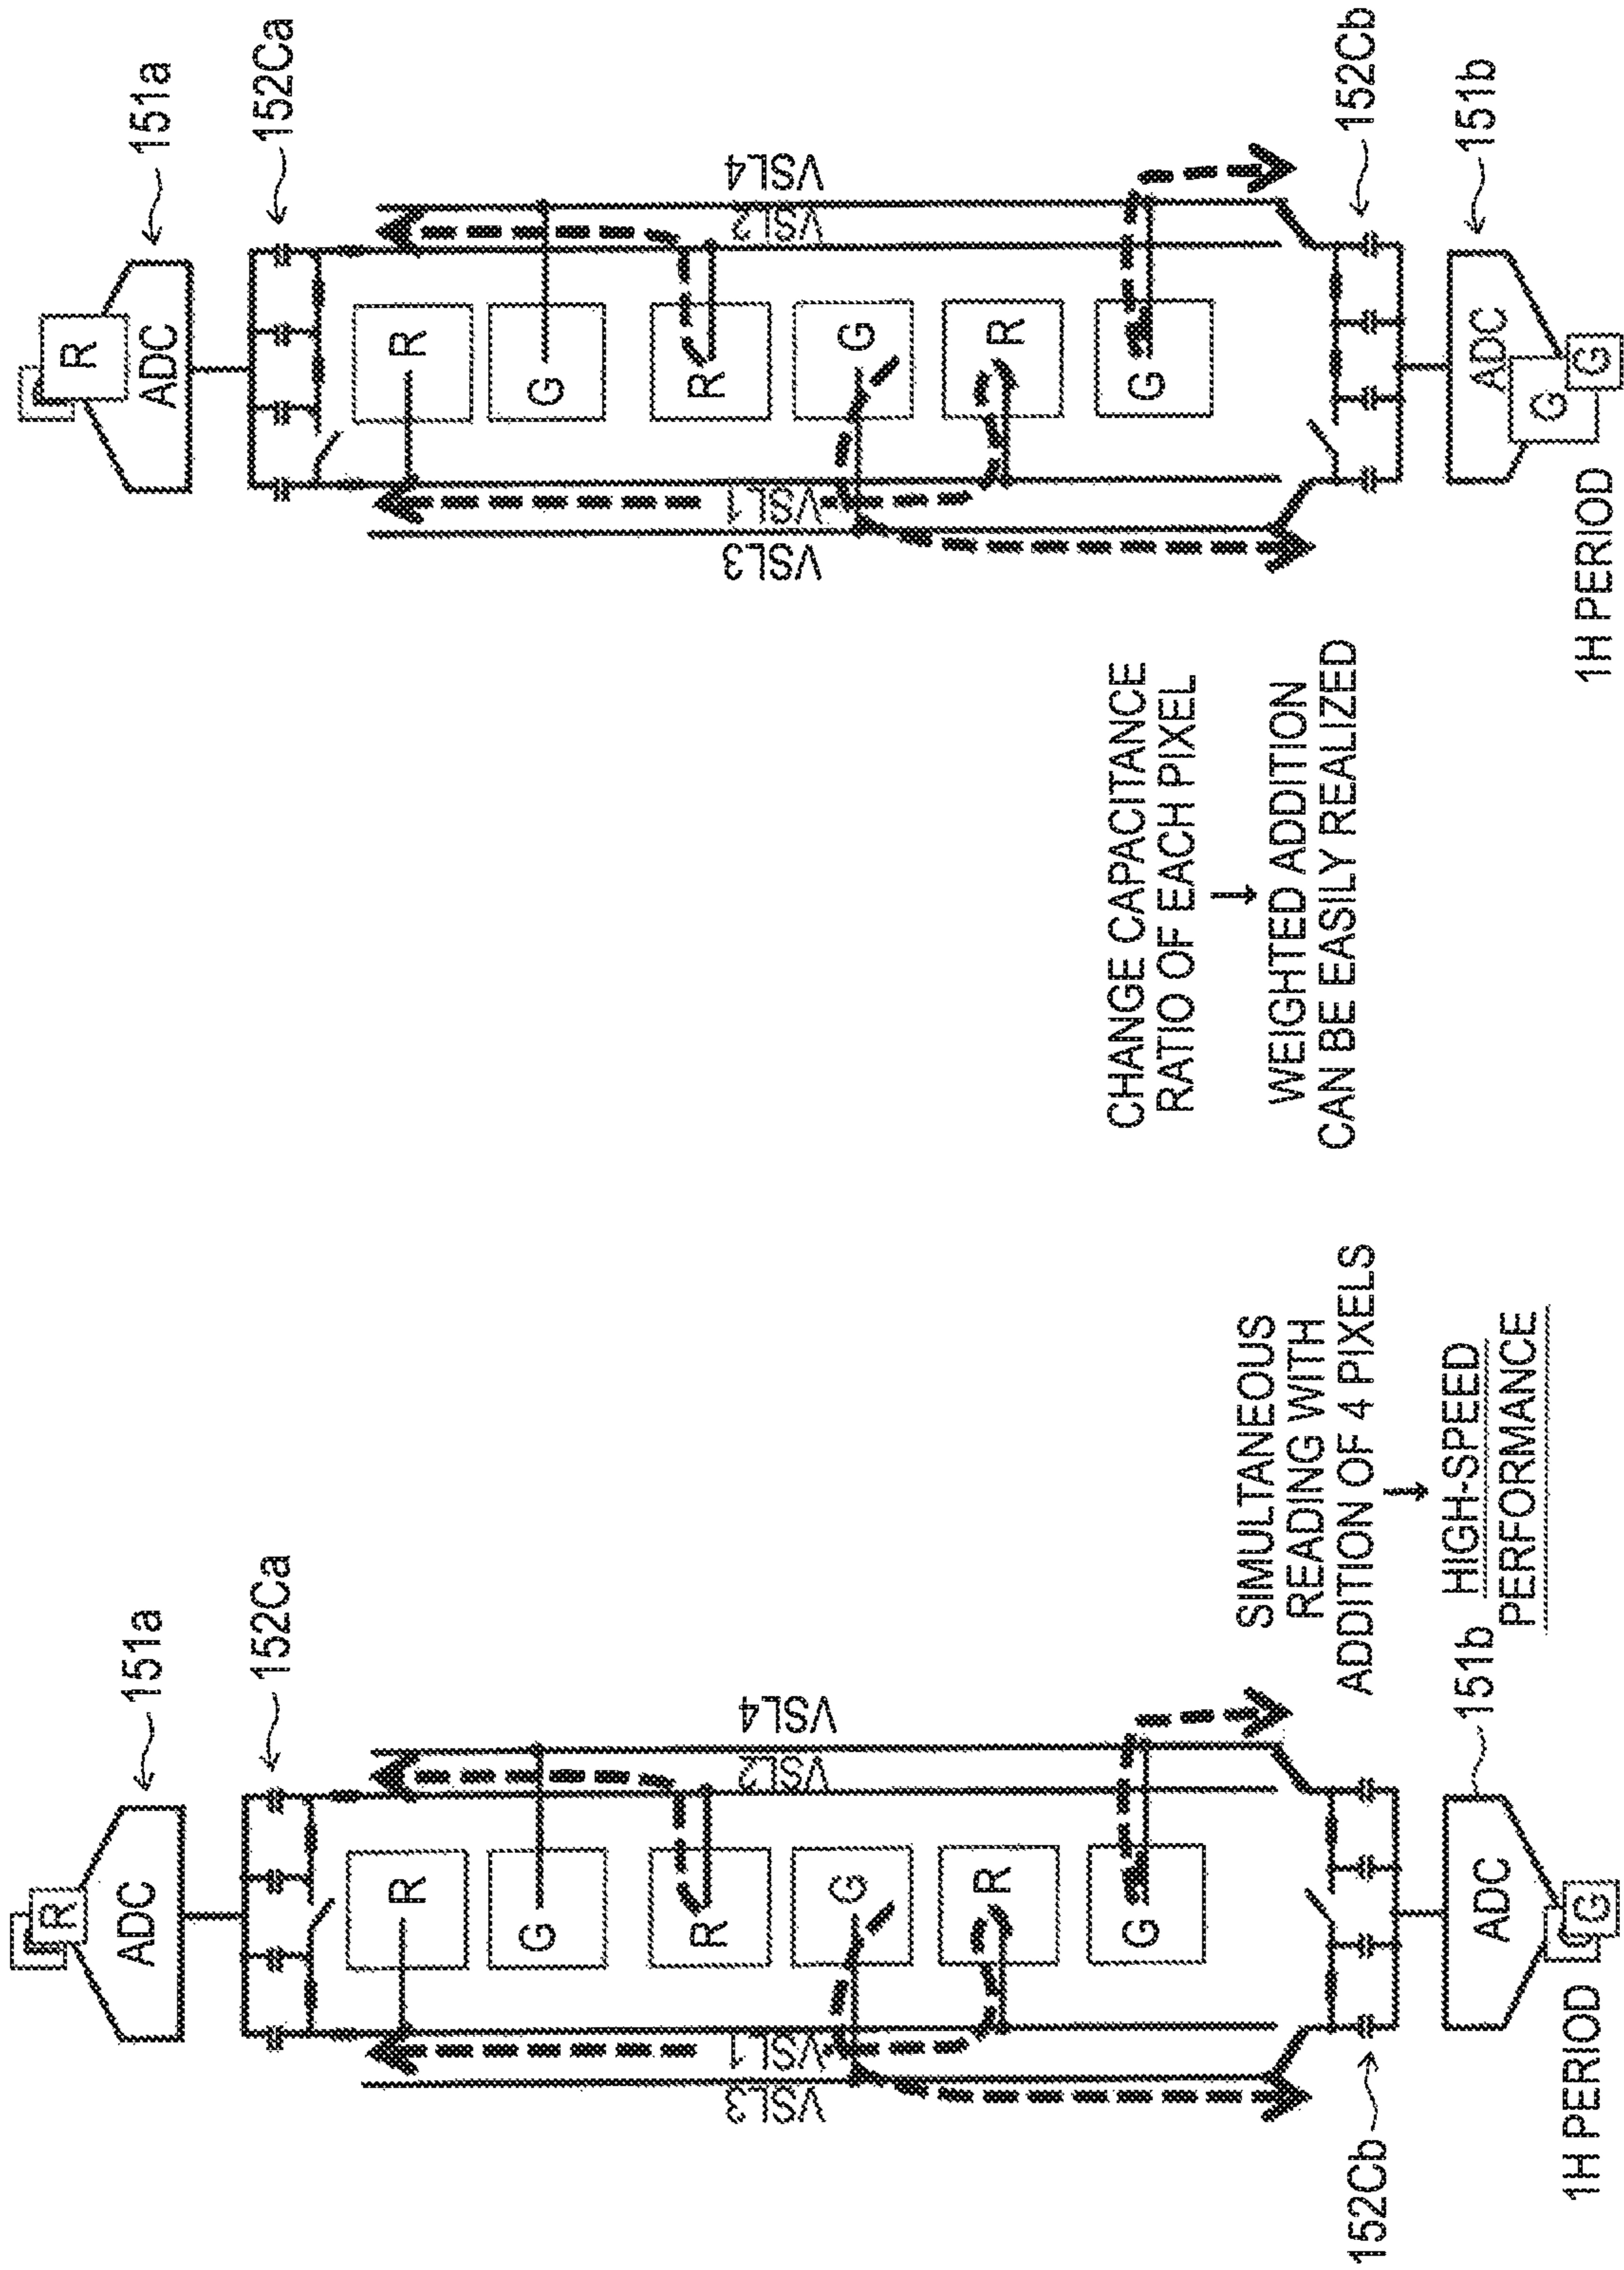 151a
152Ca
R
ADC
R
G
R
G
R
G
VSL3
VSL1
VSL2
VSL4
152Cb
151b
ADC
G
1H PERIOD
SIMULTANEOUS
READING WITH
ADDITION OF 4 PIXELS
↓
HIGH-SPEED
PERFORMANCE
CHANGE CAPACITANCE
RATIO OF EACH PIXEL
↓
WEIGHTED ADDITION
CAN BE EASILY REALIZED
151a
152Ca
R
ADC
R
G
R
G
R
G
VSL3
VSL1
VSL2
VSL4
152Cb
151b
ADC
G
G
1H PERIOD